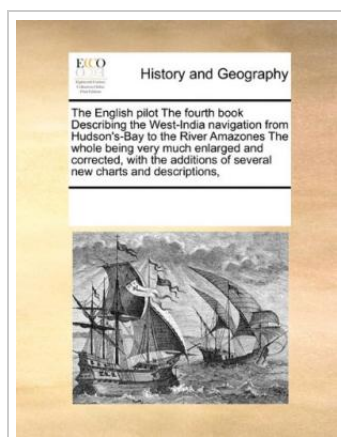 ECCO
History and Geography
The English pilot The fourth book
Describing the West-India navigation from
Hudson's-Bay to the River Amazones The
whole being very much enlarged and
corrected, with the additions of several
new charts and descriptions,